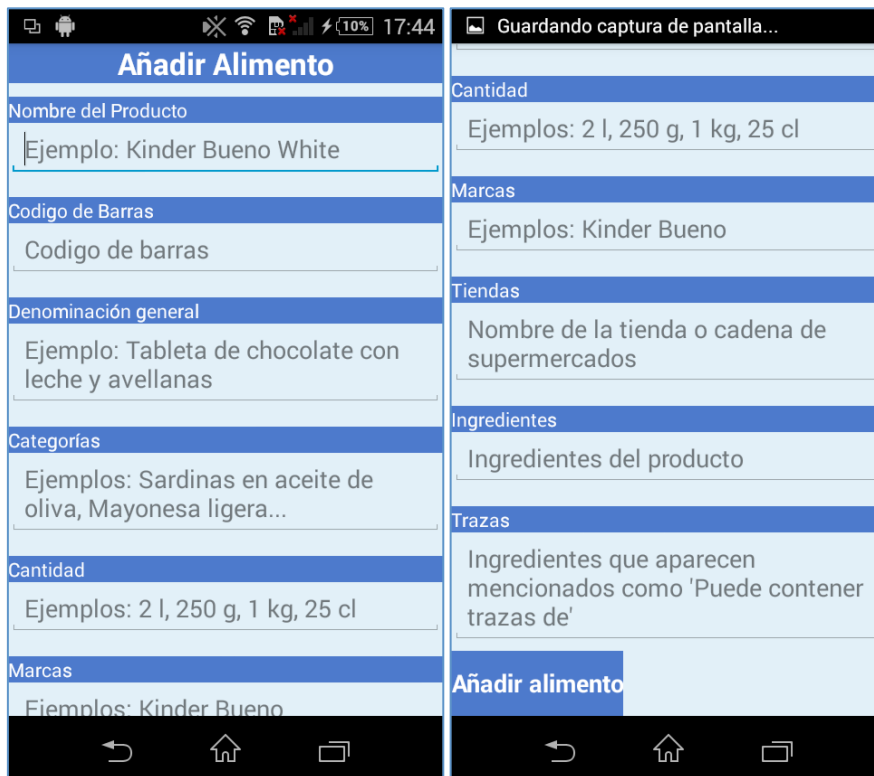 10% 17:44
Añadir Alimento
Nombre del Producto
Ejemplo: Kinder Bueno White
Codigo de Barras
Codigo de barras
Denominación general
Ejemplo: Tableta de chocolate con
leche y avellanas
Categorías
Ejemplos: Sardinas en aceite de
oliva, Mayonesa ligera...
Cantidad
Ejemplos: 2 l, 250 g, 1 kg, 25 cl
Marcas
Ejemplos: Kinder Bueno
Guardando captura de pantalla...
Cantidad
Ejemplos: 2 l, 250 g, 1 kg, 25 cl
Marcas
Ejemplos: Kinder Bueno
Tiendas
Nombre de la tienda o cadena de
supermercados
Ingredientes
Ingredientes del producto
Trazas
Ingredientes que aparecen
mencionados como 'Puede contener
trazas de'
Añadir alimento